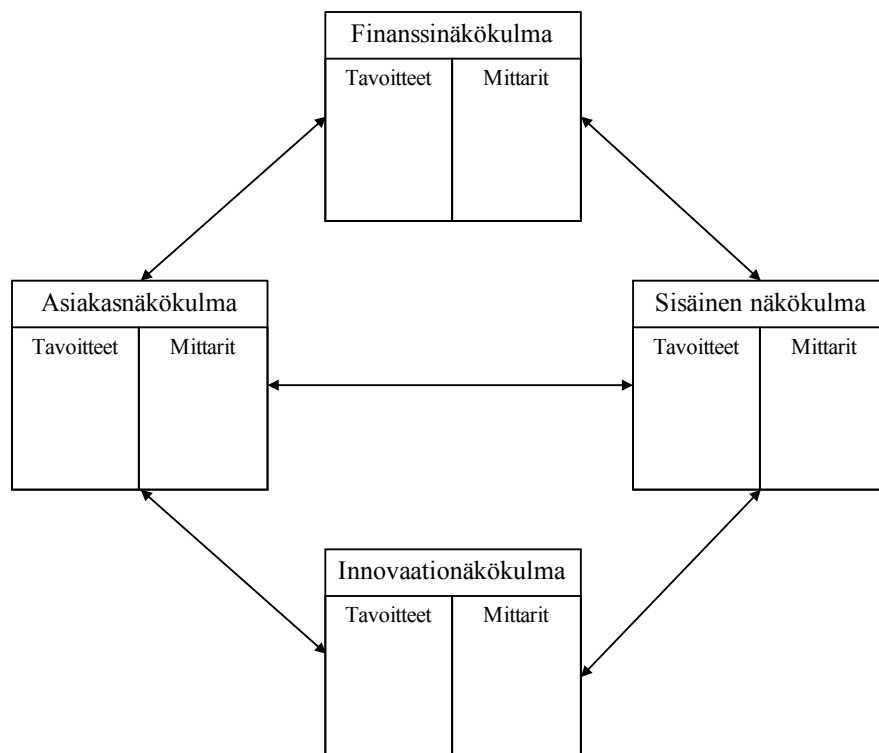 Finanssinäkökulma
Tavoitteet Mittarit
Asiakasnäkökulma
Tavoitteet Mittarit
Sisäinen näkökulma
Tavoitteet Mittarit
Innovaationäkökulma
Tavoitteet Mittarit